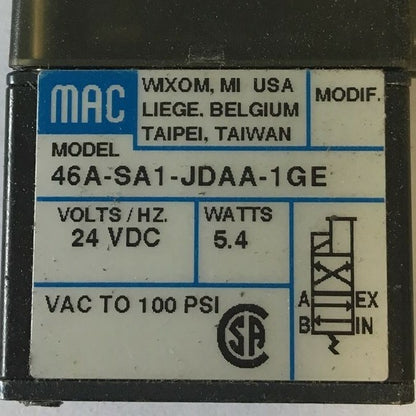 MAC
WIXOM, MI USA
LIEGE. BELGIUM
TAIPEI, TAIWAN
MODIF.
MODEL
46A-SA1-JDAA-1GE
VOLTS/HZ.
24 VDC
WATTS
5.4
VAC TO 100 PSI
CSA
A EX
B IN